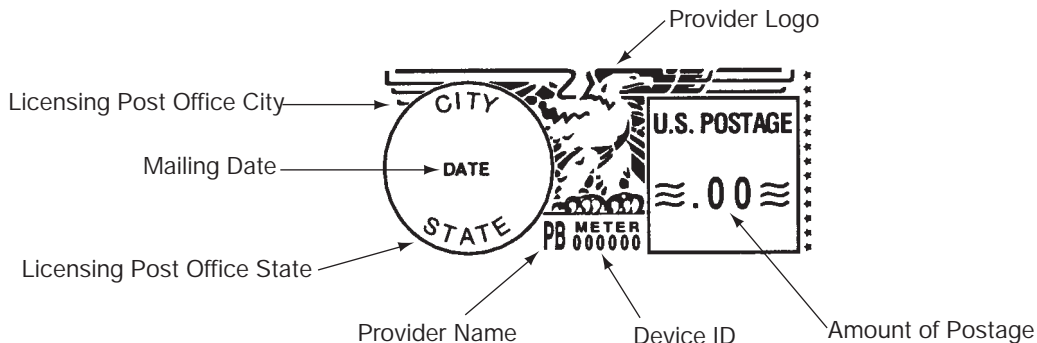 Provider Logo
Licensing Post Office City
CITY
U.S. POSTAGE
Mailing Date
DATE
.00
STATE
PB METER 000000
Licensing Post Office State
Provider Name
Device ID
Amount of Postage